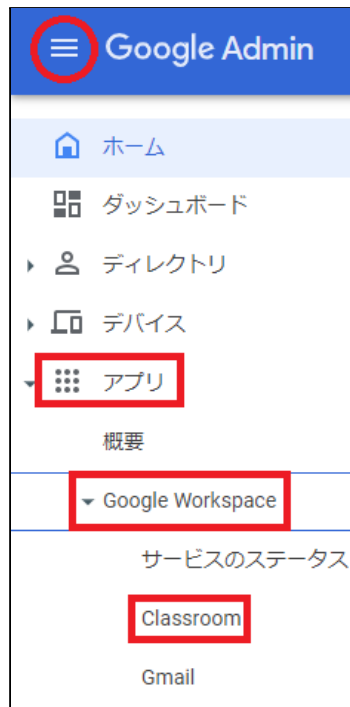 Google Admin
ホーム
ダッシュボード
ディレクトリ
デバイス
アプリ
概要
Google Workspace
サービスのステータス
Classroom
Gmail